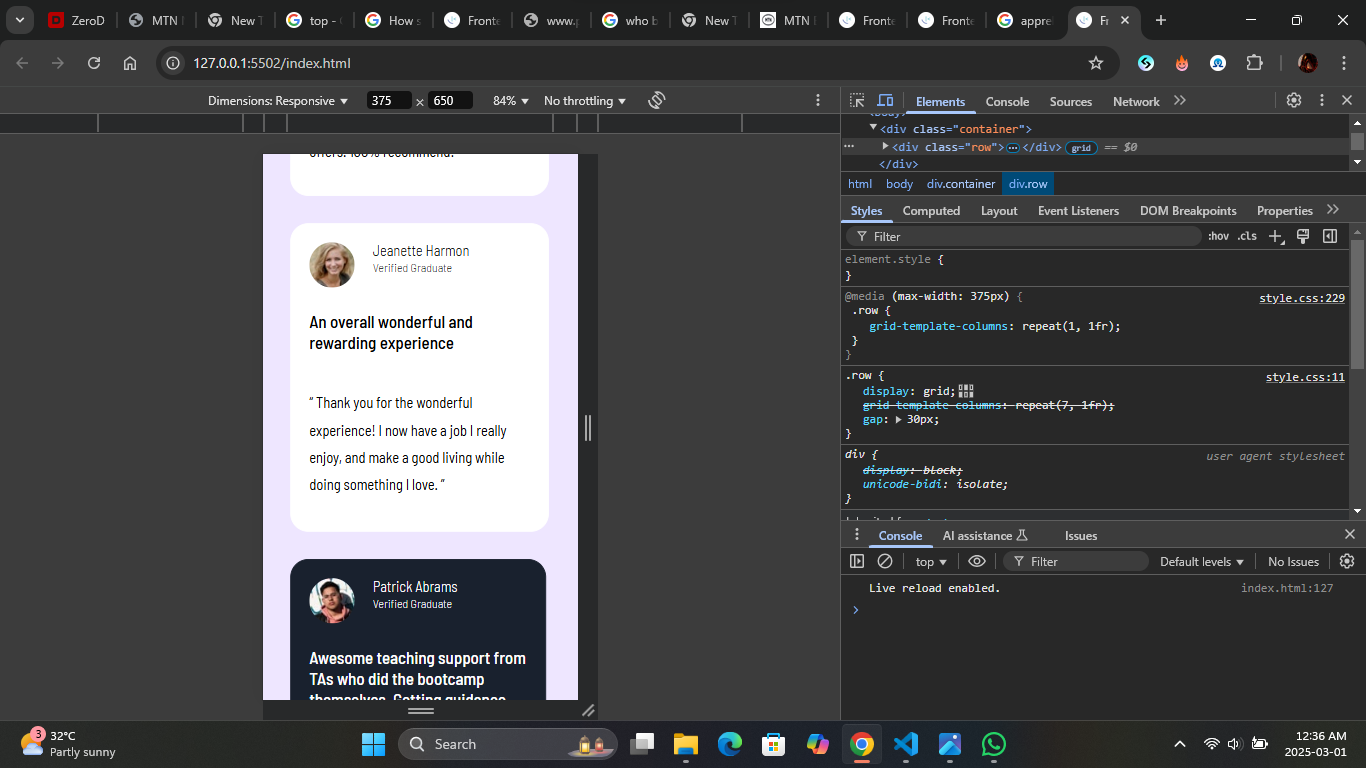 ZeroD
MTN
New T
top -
How s
Fronte
www.p
who b
New T
MTN
Fronte
Fronte
appre
Fr
127.0.0.1:5502/index.html
Dimensions: Responsive 375 × 650 84% No throttling
Elements Console Sources Network
<body>
<div class="container">
<div class="row"> </div> grid == $0
</div>
html body div.container div.row
Styles Computed Layout Event Listeners DOM Breakpoints Properties
Filter :hov .cls
element.style {
}
@media (max-width: 375px) { style.css:229
.row {
grid-template-columns: repeat(1, 1fr);
}
}
.row { style.css:11
display: grid;
grid-template-columns: repeat(7, 1fr);
gap: 30px;
}
div { user agent stylesheet
display: block;
unicode-bidi: isolate;
}
Console AI assistance Issues
top Filter Default levels No Issues
Live reload enabled. index.html:127
offers. 100% recommend!
Jeanette Harmon
Verified Graduate
An overall wonderful and
rewarding experience
“ Thank you for the wonderful
experience! I now have a job I really
enjoy, and make a good living while
doing something I love. ”
Patrick Abrams
Verified Graduate
Awesome teaching support from
TAs who did the bootcamp
themselves. Getting guidance
3
32°C
Partly sunny
Search
12:36 AM
2025-03-01